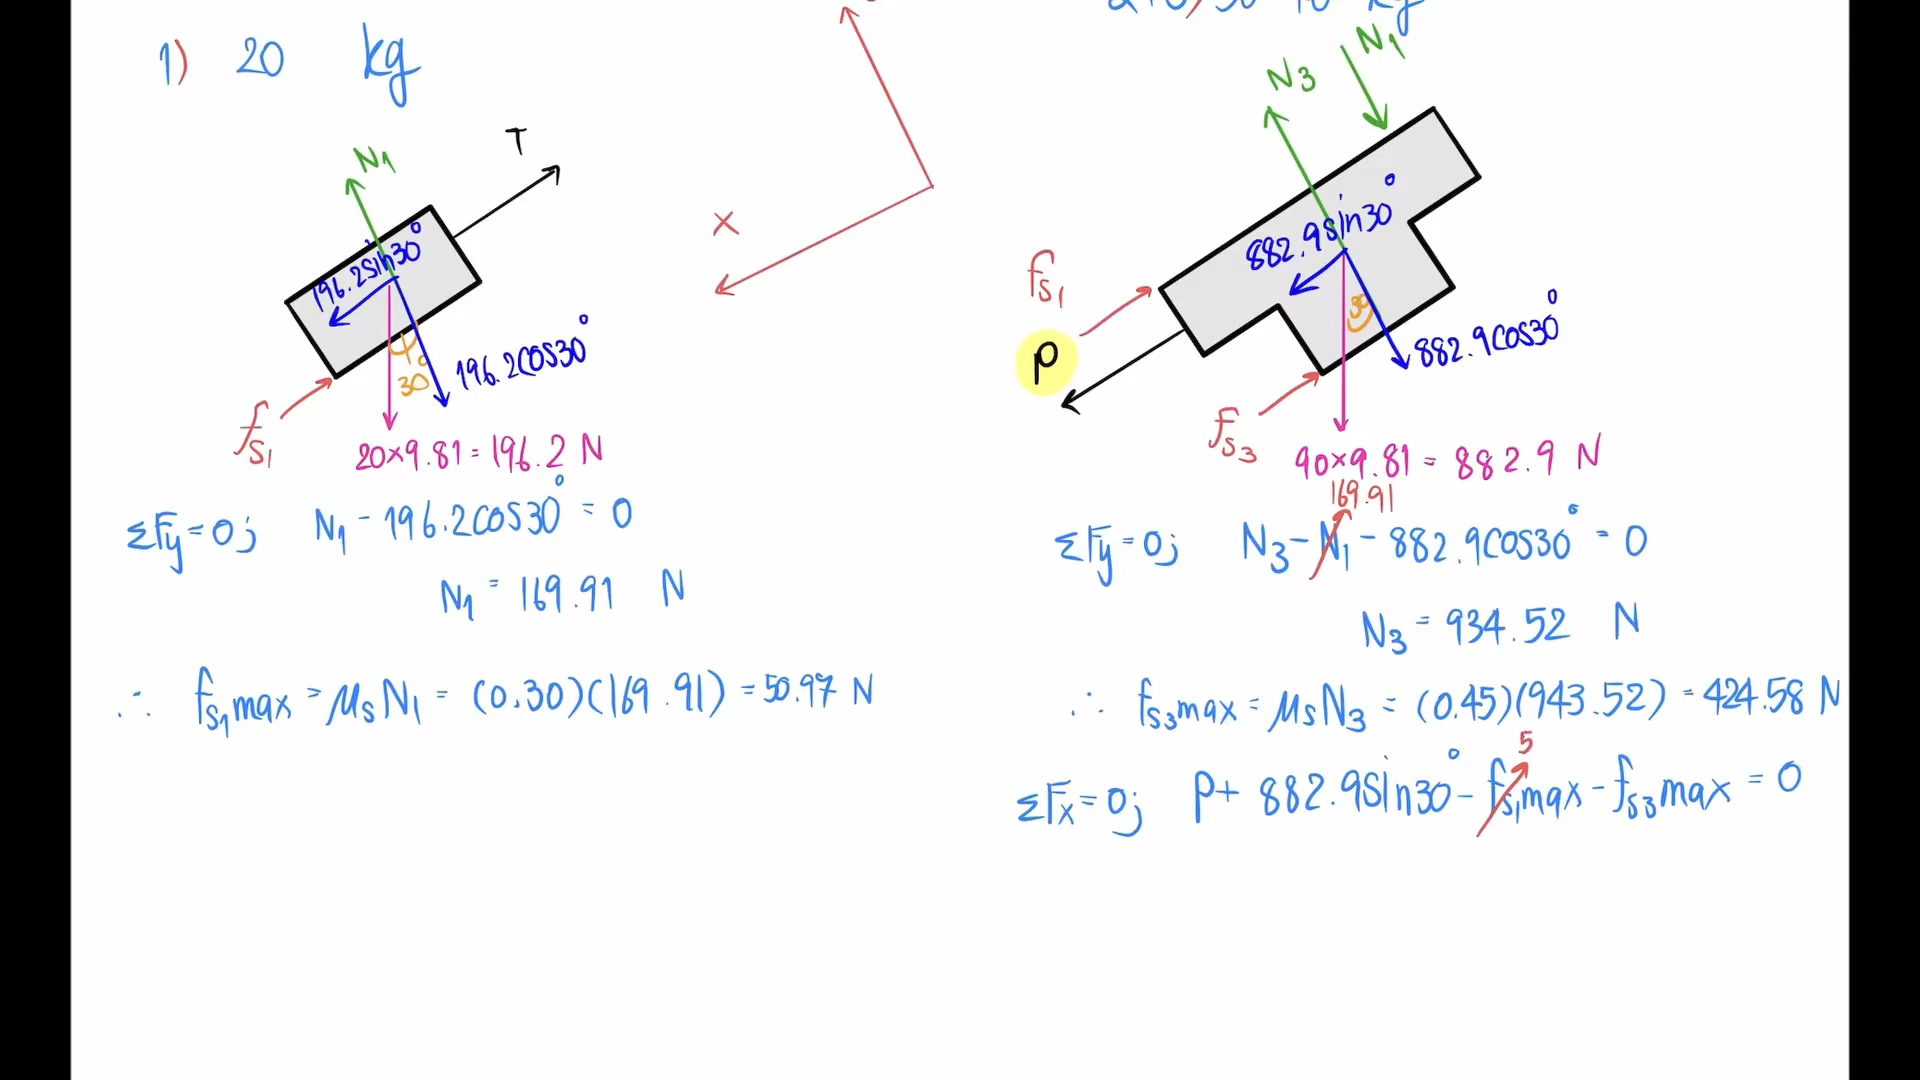 1) 20 kg
N1
T
196.2sin30°
196.2cos30°
30°
fs1
20×9.81 = 196.2 N
ΣFy = 0; N1 - 196.2cos30° = 0
N1 = 169.91 N
∴ fs1max = μsN1 = (0.30)(169.91) = 50.97 N
X
kg
N3
N1
882.9sin30°
fs1
P
30
882.9cos30°
fs3
90×9.81 = 882.9 N
169.91
ΣFy = 0; N3 - N1 - 882.9cos30° = 0
N3 = 934.52 N
∴ fs3max = μsN3 = (0.45)(943.52) = 424.58 N
5
ΣFx = 0; P + 882.9sin30° - fs1max - fs3max = 0